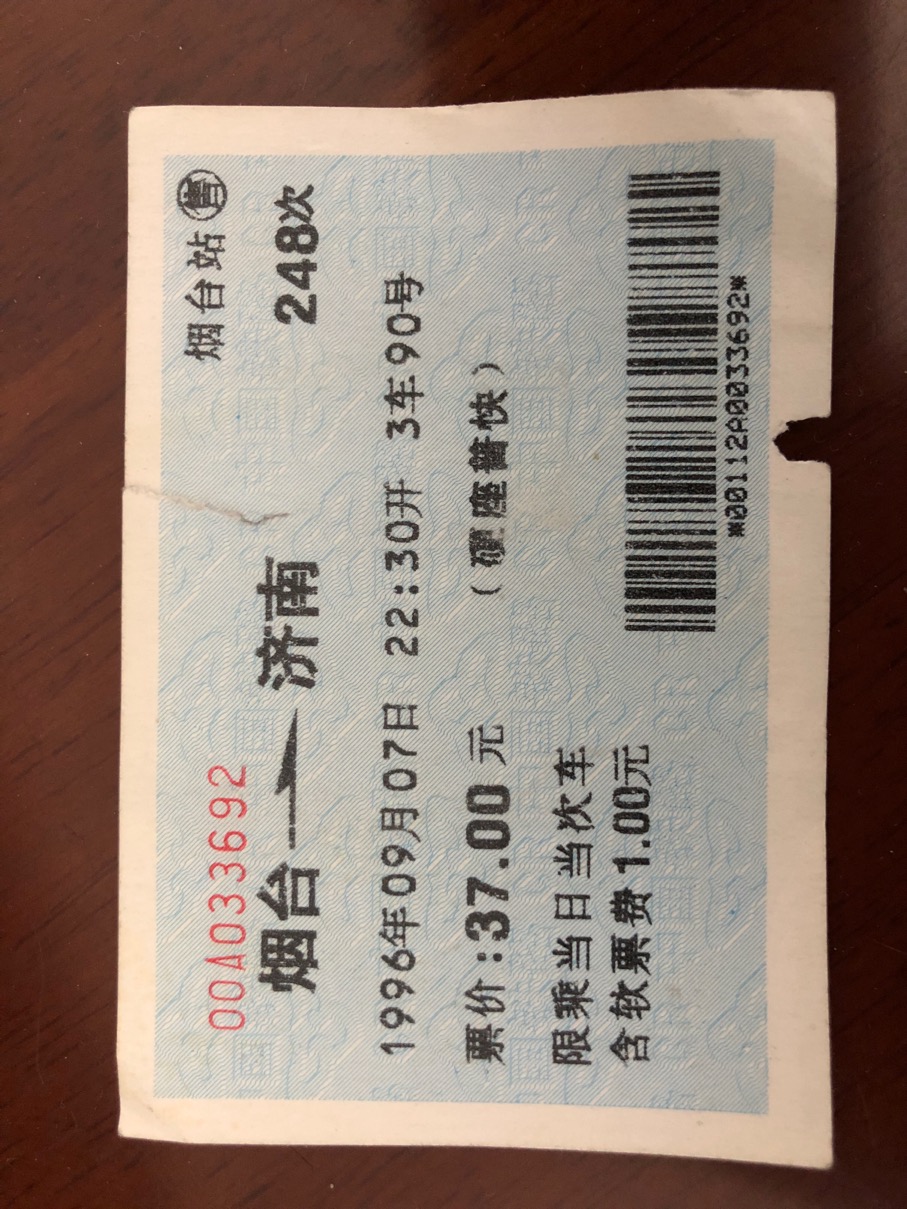 00A033692 烟台站㊝
烟台→济南 248次
1996年09月07日 22:30开 3车90号
票价:37.00元 (硬座普快)
限乘当日当次车
含软票费1.00元
*00112A0033692*